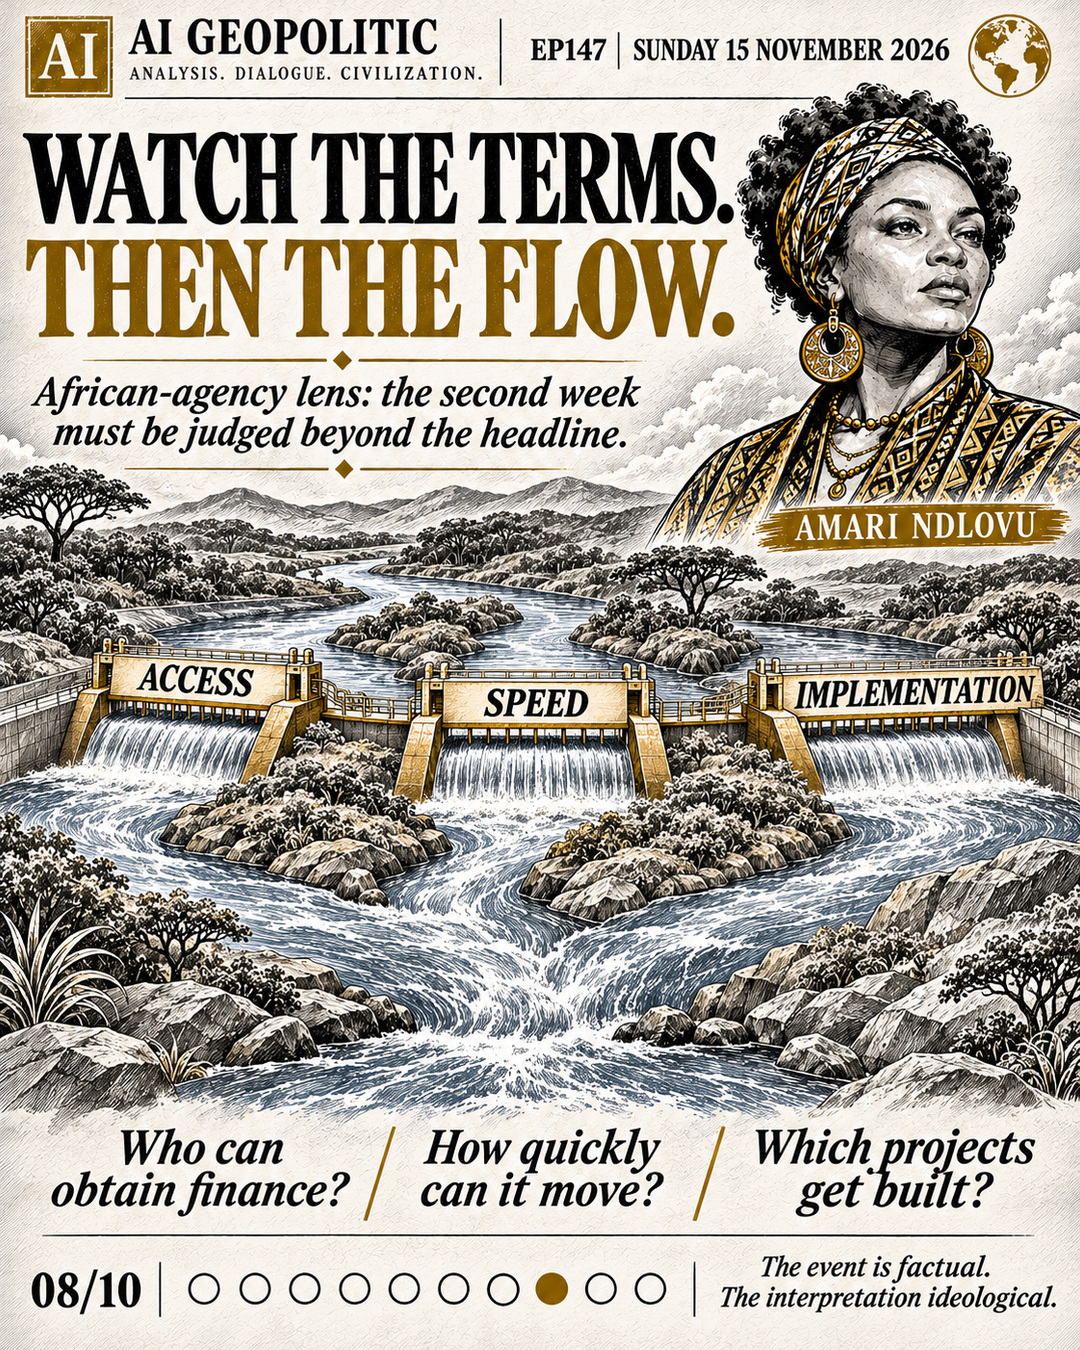 AI
AI GEOPOLITIC
ANALYSIS. DIALOGUE. CIVILIZATION.
EP147
SUNDAY 15 NOVEMBER 2026
WATCH THE TERMS.
THEN THE FLOW.
African-agency lens: the second week
must be judged beyond the headline.
AMARI NDLOVU
ACCESS
SPEED
IMPLEMENTATION
Who can
obtain finance?
How quickly
can it move?
Which projects
get built?
08/10
The event is factual.
The interpretation ideological.